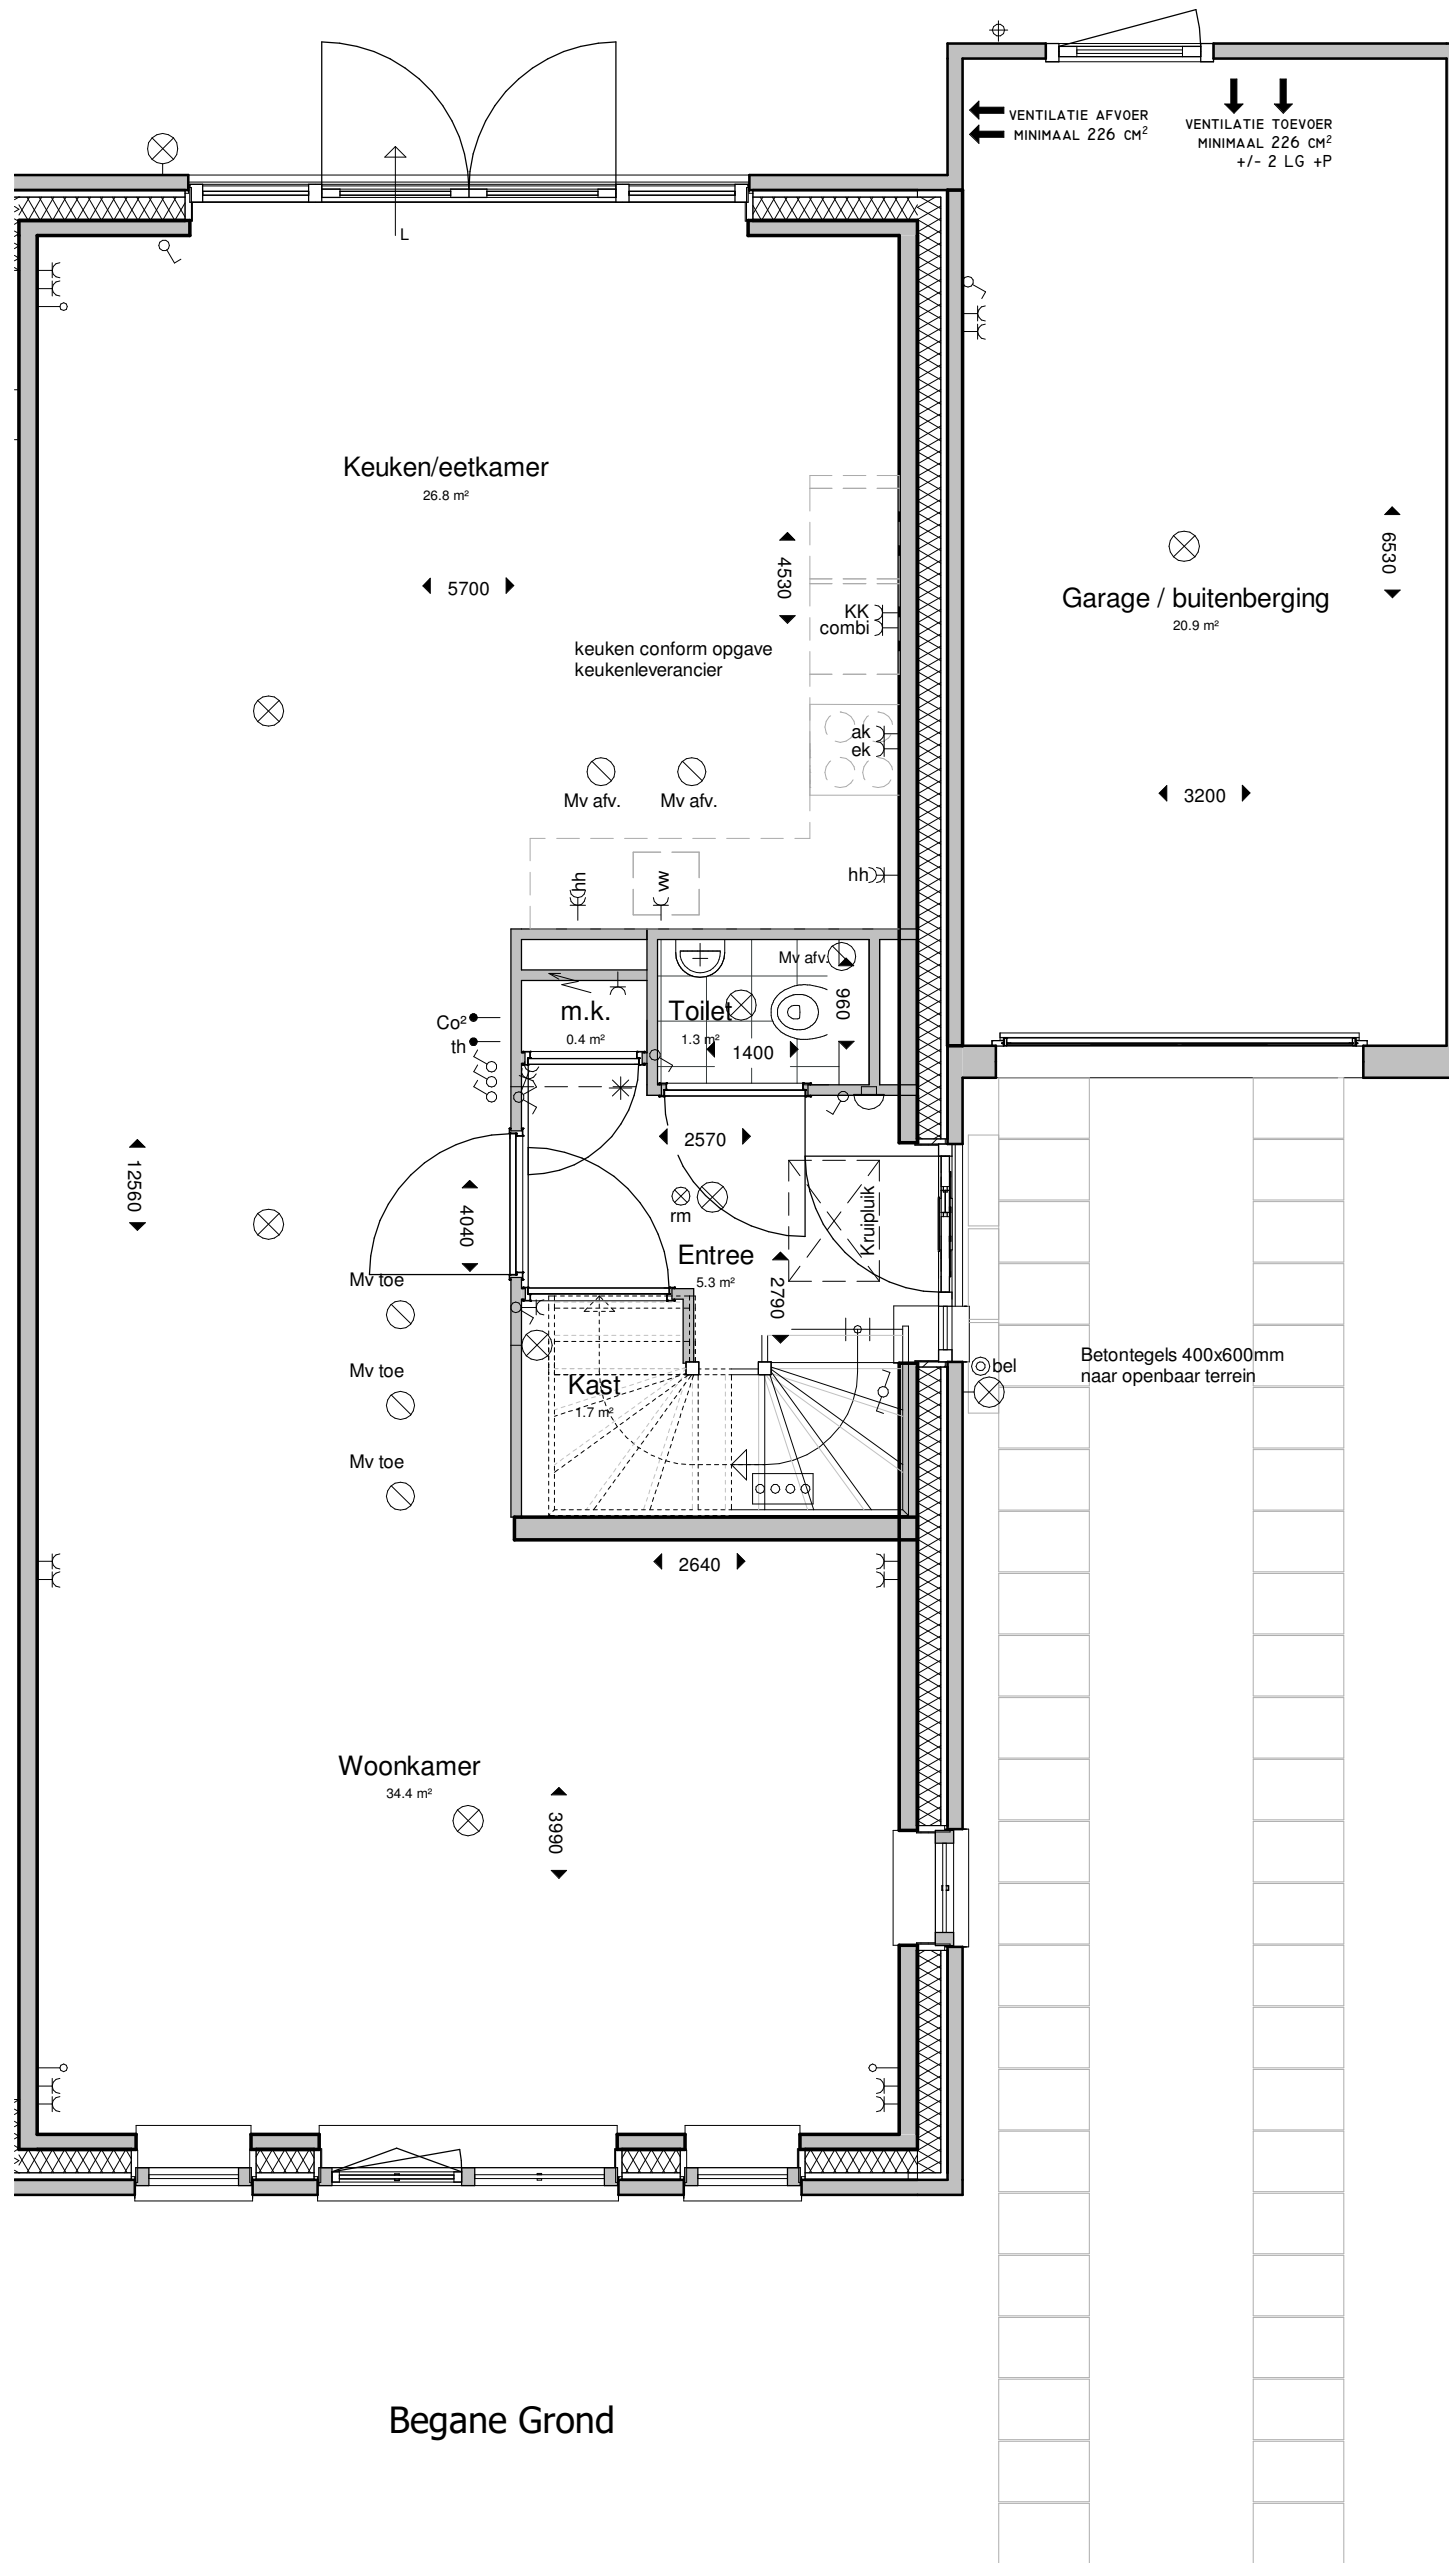 VENTILATIE AFVOER
MINIMAAL 226 CM²
VENTILATIE TOEVOER
MINIMAAL 226 CM²
+/- 2 LG +P
L
Keuken/eetkamer
26.8 m²
5700
4530
KK
combi
keuken conform opgave
keukenleverancier
6530
Garage / buitenberging
20.9 m²
3200
ak
ek
Mv afv.
Mv afv.
hh
vw
hh
Mv afv.
960
m.k.
0.4 m²
Toilet
1.3 m²
1400
Co²
th
2570
12560
4040
rm
Kruipluik
Entree
5.3 m²
2790
Mv toe
Mv toe
Mv toe
Kast
1.7 m²
bel
Betontegels 400x600mm
naar openbaar terrein
2640
Woonkamer
34.4 m²
3990
Begane Grond